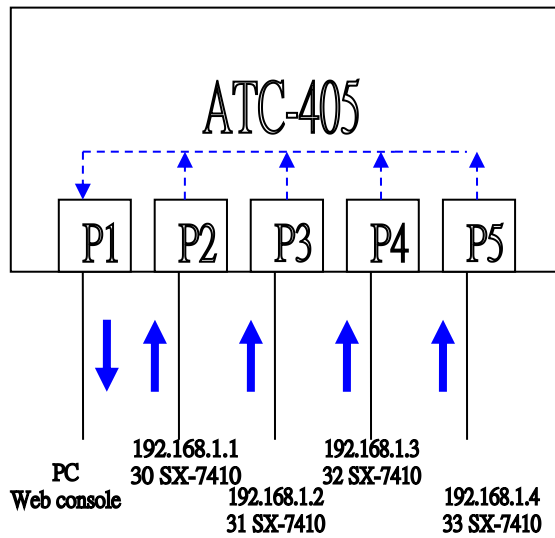 ATC-405
P1
P2
P3
P4
P5
PC
Web console
192.168.1.1
30 SX-7410
192.168.1.2
31 SX-7410
192.168.1.3
32 SX-7410
192.168.1.4
33 SX-7410